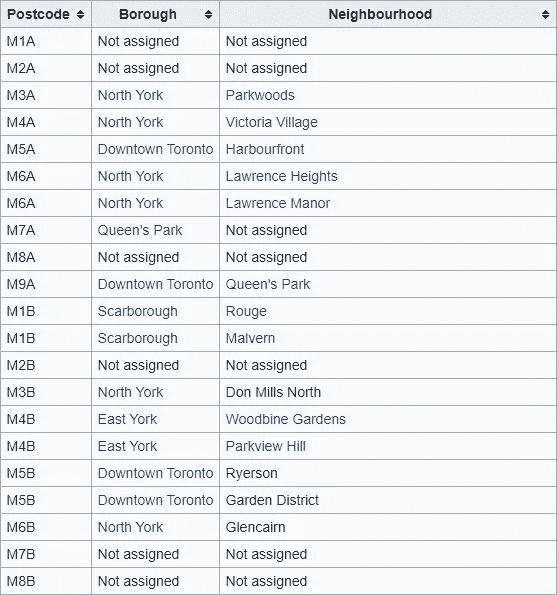 Postcode Borough Neighbourhood
M1A Not assigned Not assigned
M2A Not assigned Not assigned
M3A North York Parkwoods
M4A North York Victoria Village
M5A Downtown Toronto Harbourfront
M6A North York Lawrence Heights
M6A North York Lawrence Manor
M7A Queen's Park Not assigned
M8A Not assigned Not assigned
M9A Downtown Toronto Queen's Park
M1B Scarborough Rouge
M1B Scarborough Malvern
M2B Not assigned Not assigned
M3B North York Don Mills North
M4B East York Woodbine Gardens
M4B East York Parkview Hill
M5B Downtown Toronto Ryerson
M5B Downtown Toronto Garden District
M6B North York Glencairn
M7B Not assigned Not assigned
M8B Not assigned Not assigned